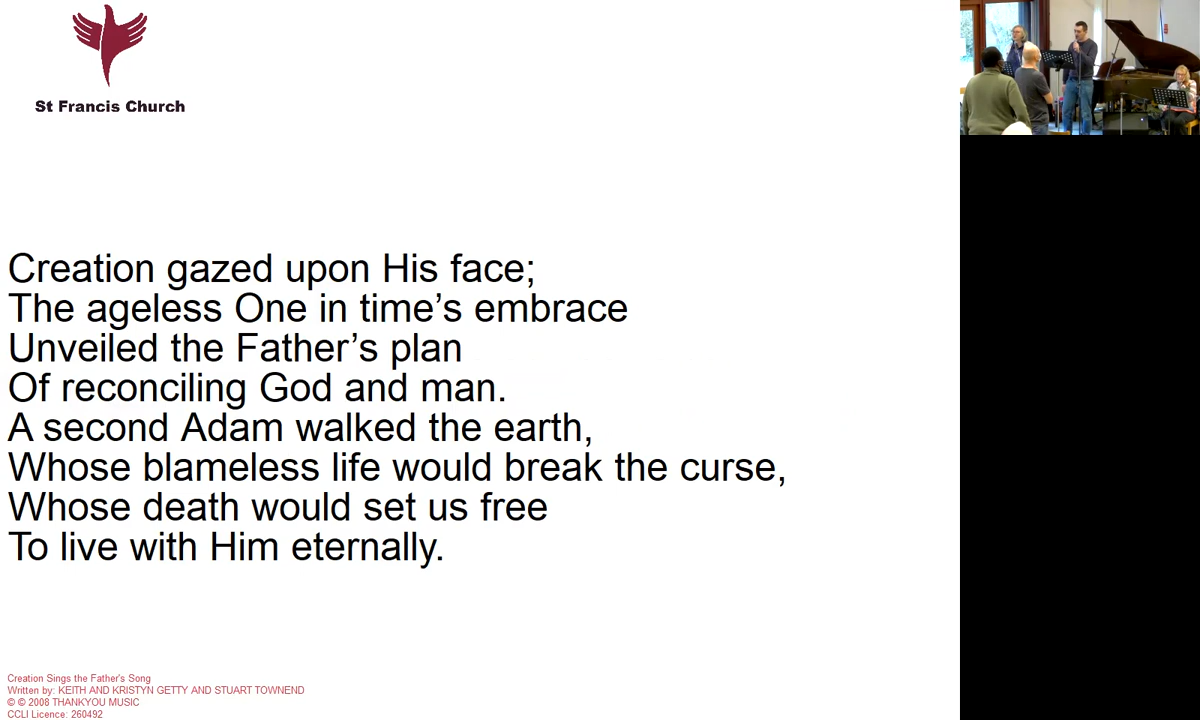 St Francis Church
Creation gazed upon His face;
The ageless One in time’s embrace
Unveiled the Father’s plan
Of reconciling God and man.
A second Adam walked the earth,
Whose blameless life would break the curse,
Whose death would set us free
To live with Him eternally.
Creation Sings the Father's Song
Written by: KEITH AND KRISTYN GETTY AND STUART TOWNEND
© © 2008 THANKYOU MUSIC
CCLI Licence: 260492